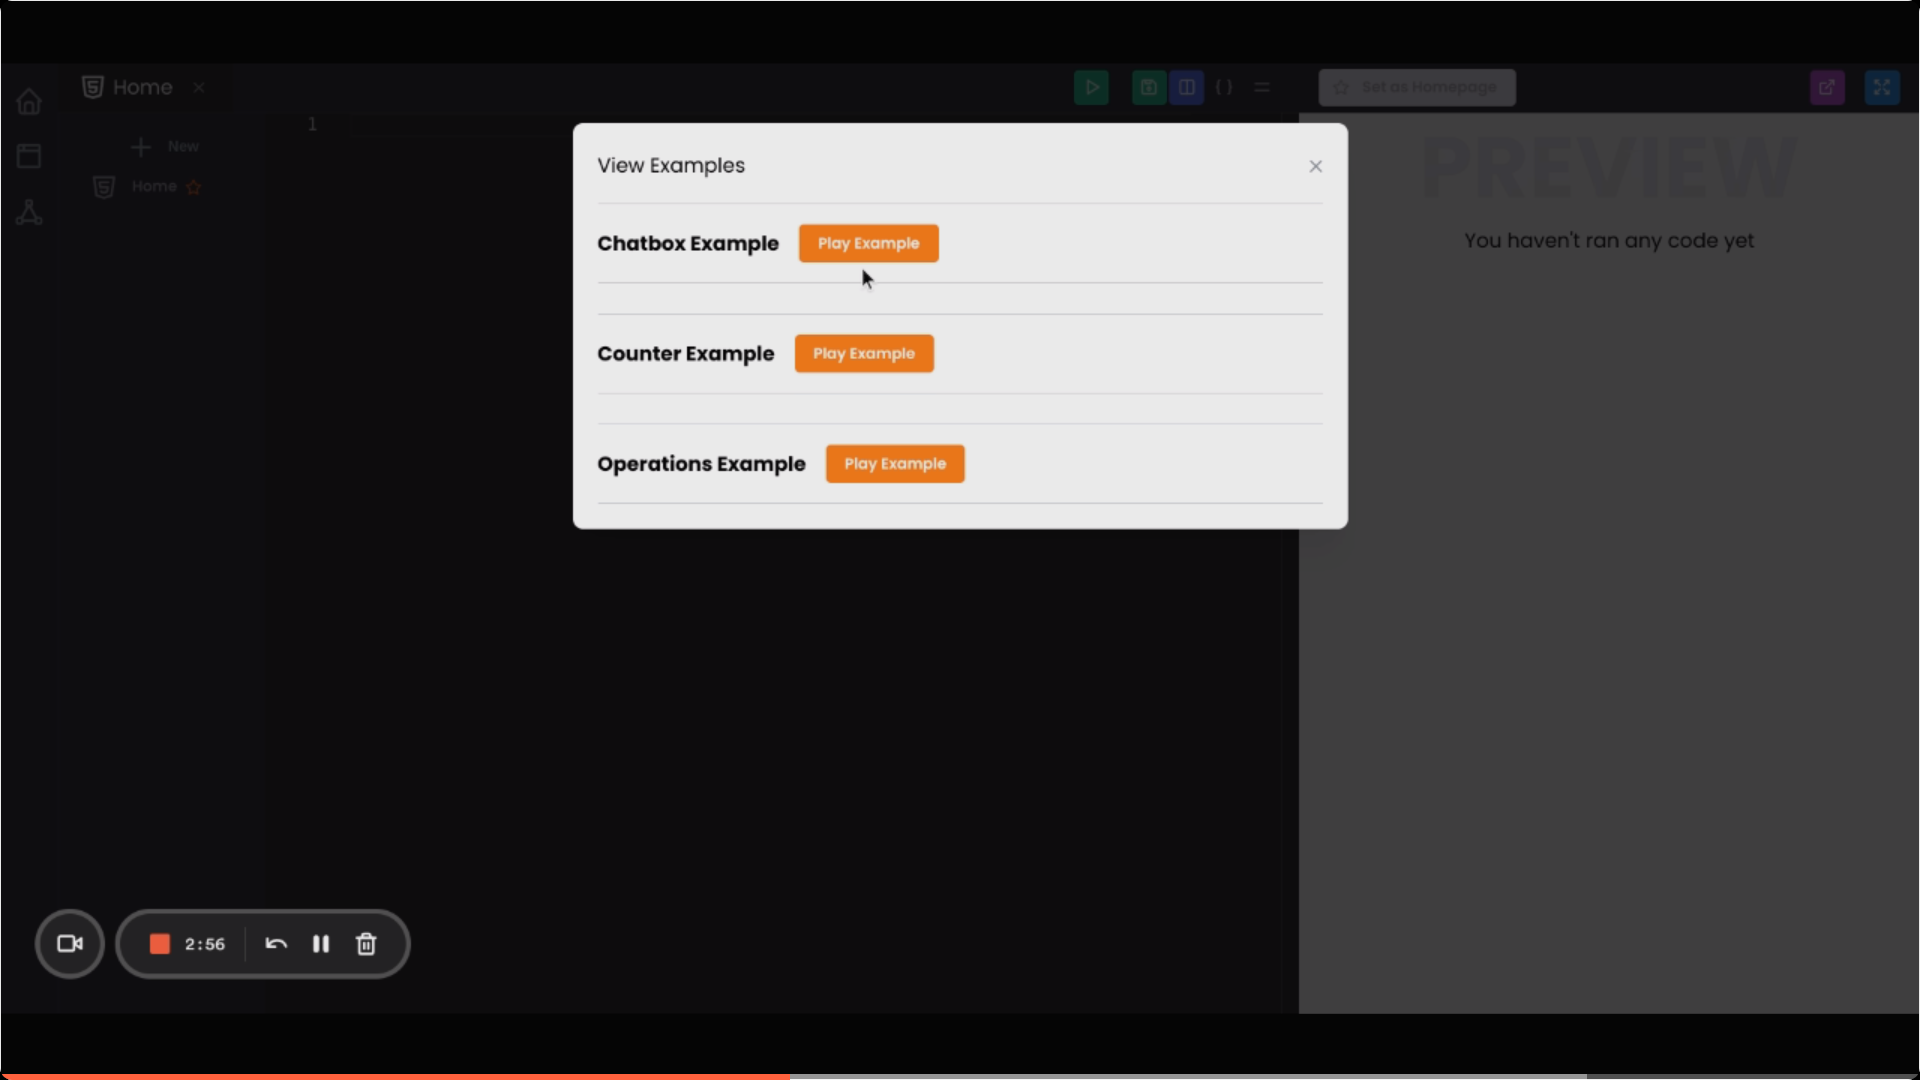 Home
Set as Homepage
1
New
Home
View Examples
PREVIEW
You haven't ran any code yet
Chatbox Example Play Example
Counter Example Play Example
Operations Example Play Example
2:56